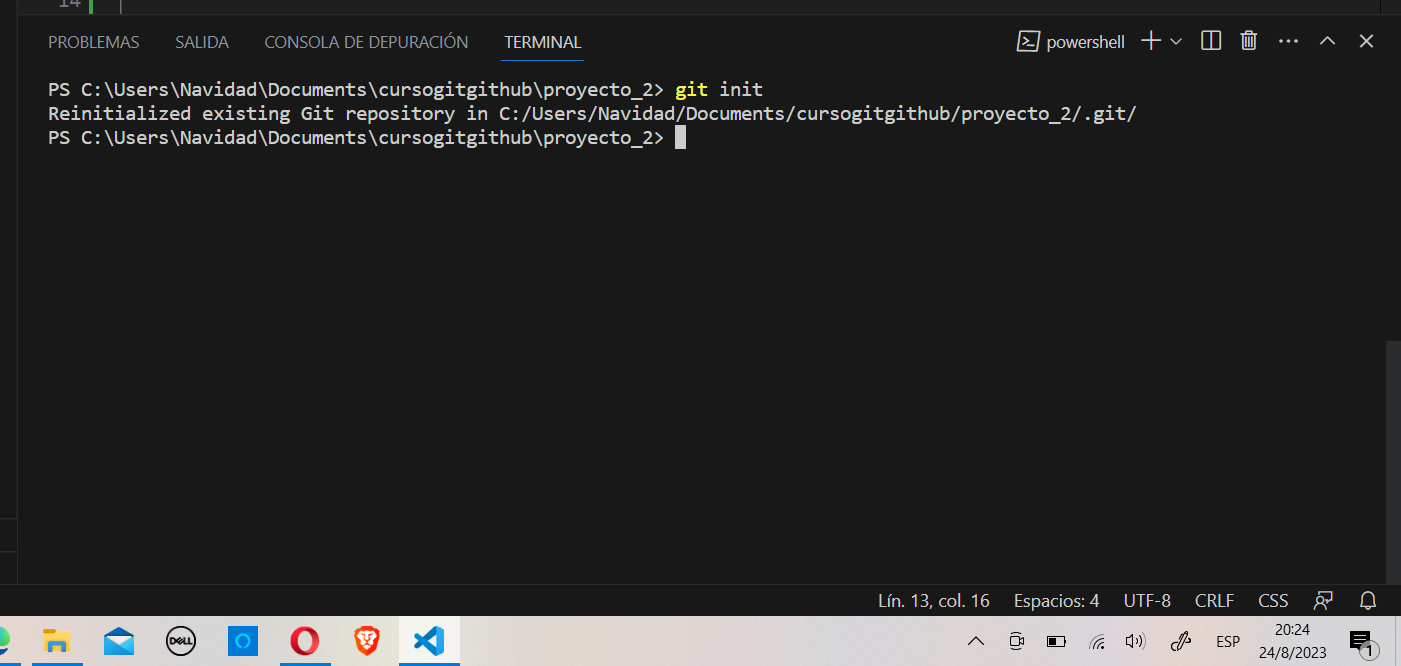 14
PROBLEMAS SALIDA CONSOLA DE DEPURACIÓN TERMINAL powershell
PS C:\Users\Navidad\Documents\cursogitgithub\proyecto_2> git init
Reinitialized existing Git repository in C:/Users/Navidad/Documents/cursogitgithub/proyecto_2/.git/
PS C:\Users\Navidad\Documents\cursogitgithub\proyecto_2>
Lín. 13, col. 16 Espacios: 4 UTF-8 CRLF CSS
DELL ESP 20:24
24/8/2023 1